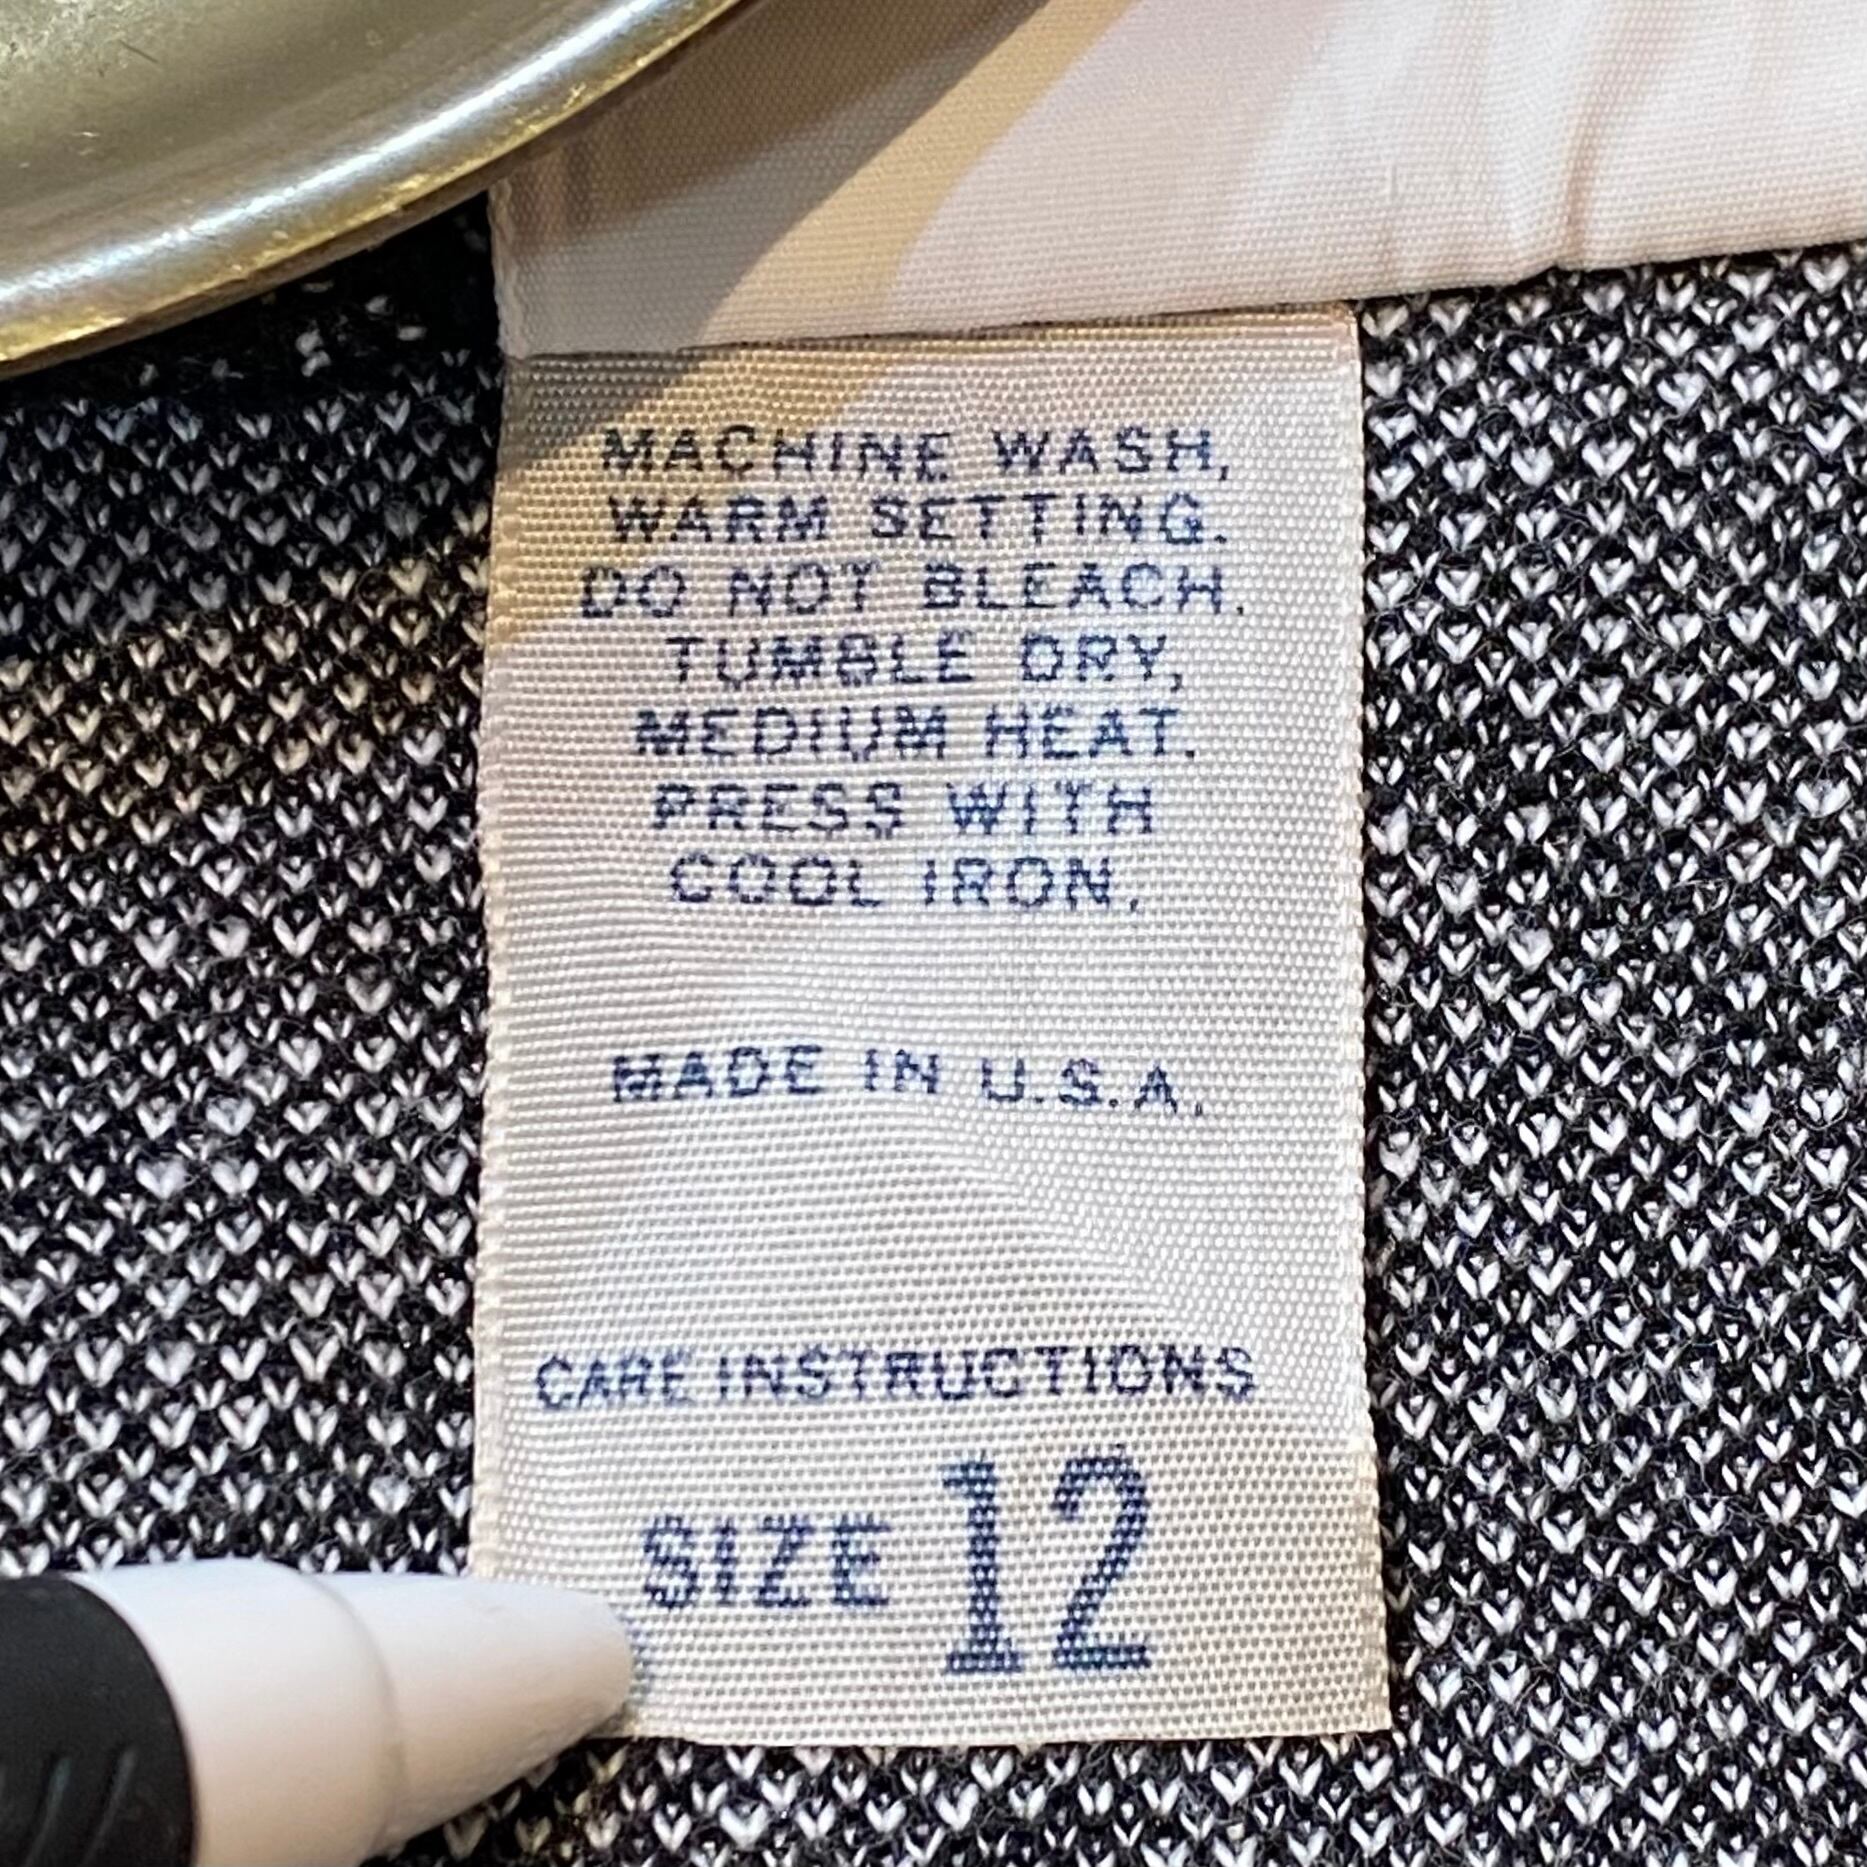 MACHINE WASH,
WARM SETTING.
DO NOT BLEACH.
TUMBLE DRY,
MEDIUM HEAT.
PRESS WITH
COOL IRON.
MADE IN U.S.A.
CARE INSTRUCTIONS
SIZE 12